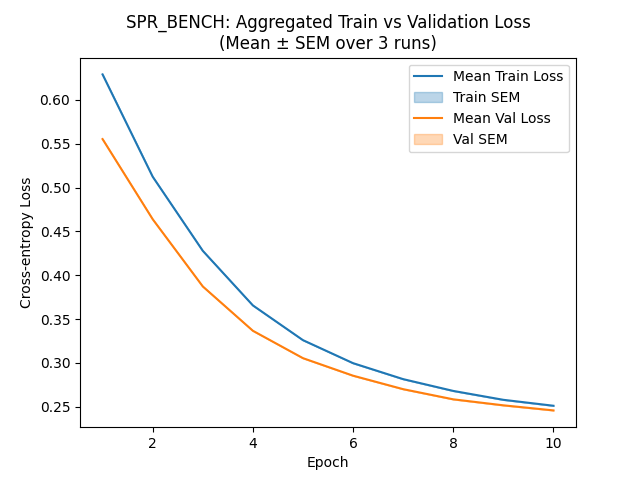 SPR_BENCH: Aggregated Train vs Validation Loss
(Mean ± SEM over 3 runs)
Mean Train Loss
Train SEM
Mean Val Loss
Val SEM
Cross-entropy Loss
0.60
0.55
0.50
0.45
0.40
0.35
0.30
0.25
2
4
6
8
10
Epoch